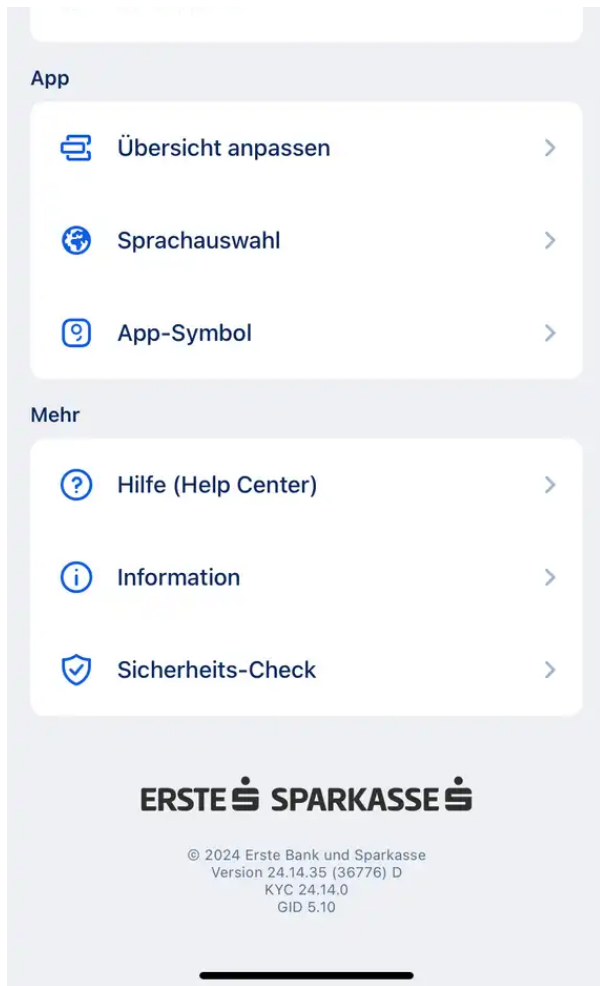 App
Übersicht anpassen
Sprachauswahl
App-Symbol
Mehr
Hilfe (Help Center)
Information
Sicherheits-Check
ERSTE SPARKASSE
© 2024 Erste Bank und Sparkasse
Version 24.14.35 (36776) D
KYC 24.14.0
GID 5.10